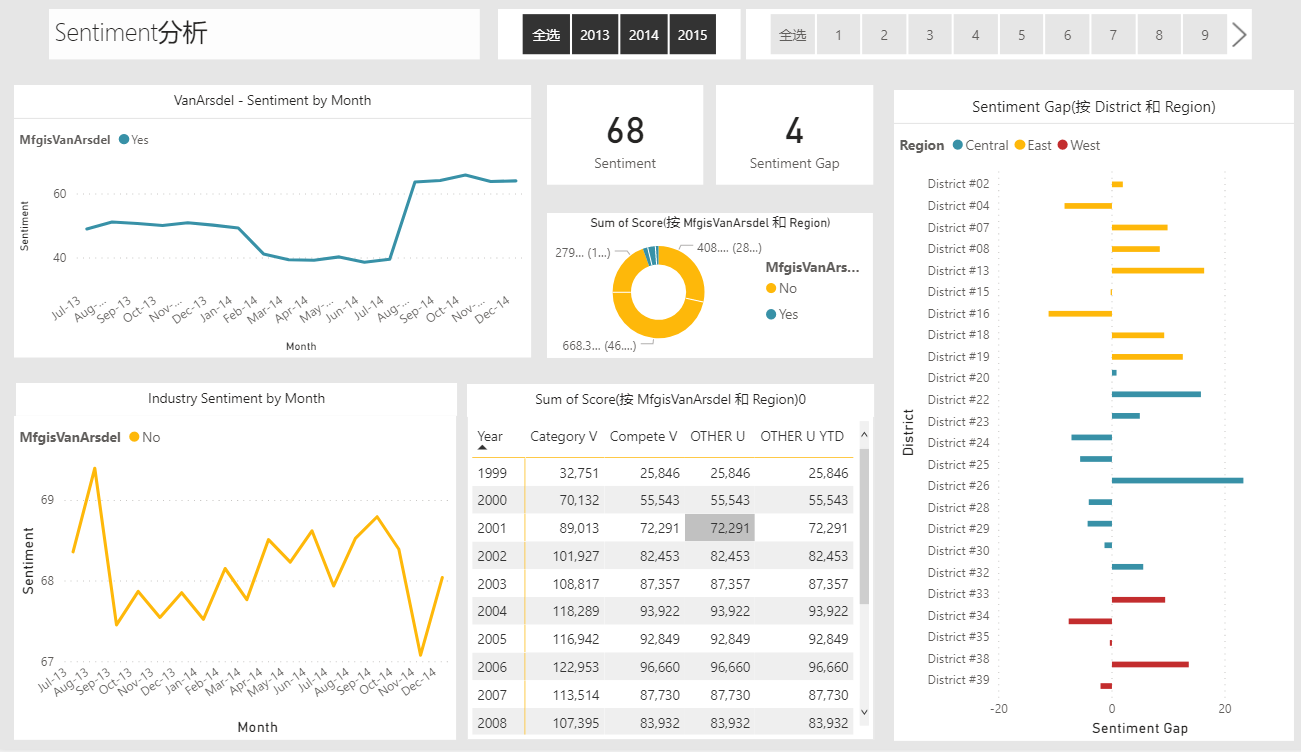 Sentiment分析
全选 2013 2014 2015
全选 1 2 3 4 5 6 7 8 9
VanArsdel - Sentiment by Month
MfgisVanArsdel Yes
60
40
Sentiment
Jul-13 Aug-... Sep-13 Oct-13 Nov-... Dec-13 Jan-14 Feb-14 Mar-14 Apr-14 May-... Jun-14 Jul-14 Aug-... Sep-14 Oct-14 Nov-... Dec-14
Month
68
Sentiment
4
Sentiment Gap
Sum of Score(按 MfgisVanArsdel 和 Region)
279... (1...)
408.... (28...)
668.3... (46....)
MfgisVanArs...
No
Yes
Sentiment Gap(按 District 和 Region)
Region Central East West
District #02
District #04
District #07
District #08
District #13
District #15
District #16
District #18
District #19
District #20
District #22
District #23
District #24
District #25
District #26
District #28
District #29
District #30
District #32
District #33
District #34
District #35
District #38
District #39
District
-20 0 20
Sentiment Gap
Industry Sentiment by Month
MfgisVanArsdel No
69
68
67
Sentiment
Jul-13 Aug-13 Sep-13 Oct-13 Nov-13 Dec-13 Jan-14 Feb-14 Mar-14 Apr-14 May-14 Jun-14 Jul-14 Aug-14 Sep-14 Oct-14 Nov-14 Dec-14
Month
Sum of Score(按 MfgisVanArsdel 和 Region)0
Year Category V Compete V OTHER U OTHER U YTD
1999 32,751 25,846 25,846 25,846
2000 70,132 55,543 55,543 55,543
2001 89,013 72,291 72,291 72,291
2002 101,927 82,453 82,453 82,453
2003 108,817 87,357 87,357 87,357
2004 118,289 93,922 93,922 93,922
2005 116,942 92,849 92,849 92,849
2006 122,953 96,660 96,660 96,660
2007 113,514 87,730 87,730 87,730
2008 107,395 83,932 83,932 83,932